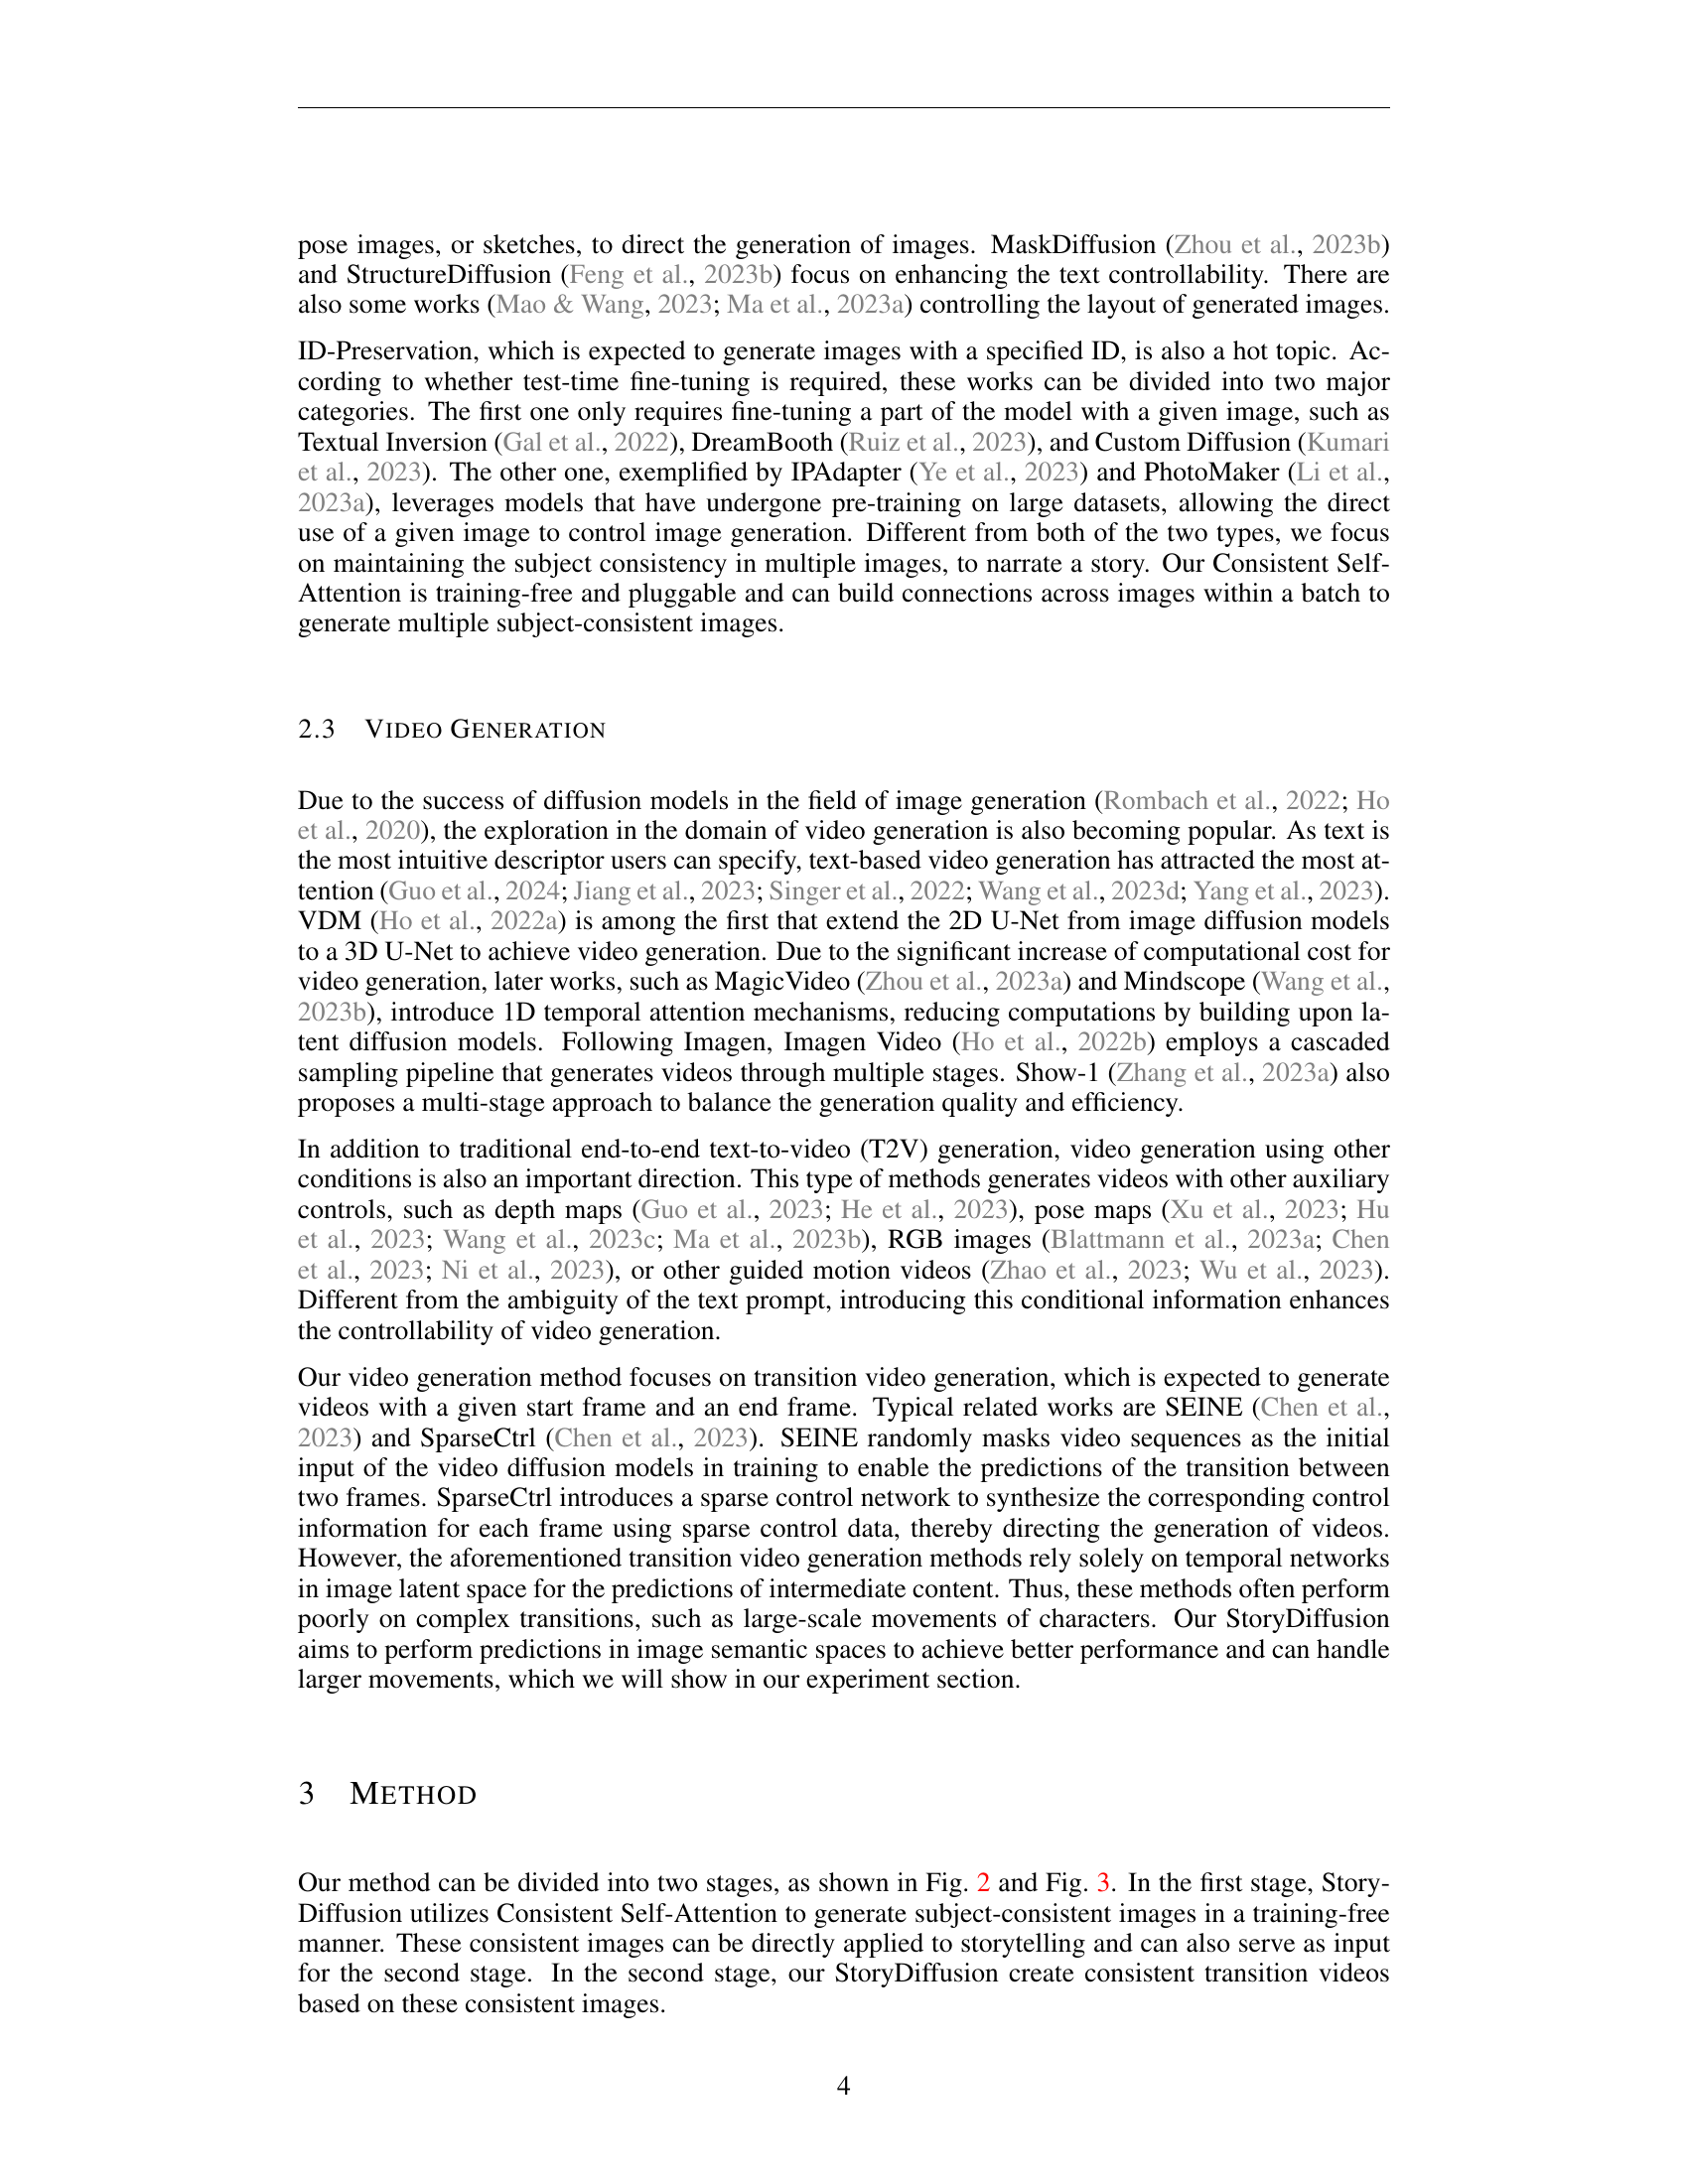 pose images, or sketches, to direct the generation of images. MaskDiffusion (Zhou et al., 2023b)
and StructureDiffusion (Feng et al., 2023b) focus on enhancing the text controllability. There are
also some works (Mao & Wang, 2023; Ma et al., 2023a) controlling the layout of generated images.
ID-Preservation, which is expected to generate images with a specified ID, is also a hot topic. Ac-
cording to whether test-time fine-tuning is required, these works can be divided into two major
categories. The first one only requires fine-tuning a part of the model with a given image, such as
Textual Inversion (Gal et al., 2022), DreamBooth (Ruiz et al., 2023), and Custom Diffusion (Kumari
et al., 2023). The other one, exemplified by IPAdapter (Ye et al., 2023) and PhotoMaker (Li et al.,
2023a), leverages models that have undergone pre-training on large datasets, allowing the direct
use of a given image to control image generation. Different from both of the two types, we focus
on maintaining the subject consistency in multiple images, to narrate a story. Our Consistent Self-
Attention is training-free and pluggable and can build connections across images within a batch to
generate multiple subject-consistent images.
2.3 VIDEO GENERATION
Due to the success of diffusion models in the field of image generation (Rombach et al., 2022; Ho
et al., 2020), the exploration in the domain of video generation is also becoming popular. As text is
the most intuitive descriptor users can specify, text-based video generation has attracted the most at-
tention (Guo et al., 2024; Jiang et al., 2023; Singer et al., 2022; Wang et al., 2023d; Yang et al., 2023).
VDM (Ho et al., 2022a) is among the first that extend the 2D U-Net from image diffusion models
to a 3D U-Net to achieve video generation. Due to the significant increase of computational cost for
video generation, later works, such as MagicVideo (Zhou et al., 2023a) and Mindscope (Wang et al.,
2023b), introduce 1D temporal attention mechanisms, reducing computations by building upon la-
tent diffusion models. Following Imagen, Imagen Video (Ho et al., 2022b) employs a cascaded
sampling pipeline that generates videos through multiple stages. Show-1 (Zhang et al., 2023a) also
proposes a multi-stage approach to balance the generation quality and efficiency.
In addition to traditional end-to-end text-to-video (T2V) generation, video generation using other
conditions is also an important direction. This type of methods generates videos with other auxiliary
controls, such as depth maps (Guo et al., 2023; He et al., 2023), pose maps (Xu et al., 2023; Hu
et al., 2023; Wang et al., 2023c; Ma et al., 2023b), RGB images (Blattmann et al., 2023a; Chen
et al., 2023; Ni et al., 2023), or other guided motion videos (Zhao et al., 2023; Wu et al., 2023).
Different from the ambiguity of the text prompt, introducing this conditional information enhances
the controllability of video generation.
Our video generation method focuses on transition video generation, which is expected to generate
videos with a given start frame and an end frame. Typical related works are SEINE (Chen et al.,
2023) and SparseCtrl (Chen et al., 2023). SEINE randomly masks video sequences as the initial
input of the video diffusion models in training to enable the predictions of the transition between
two frames. SparseCtrl introduces a sparse control network to synthesize the corresponding control
information for each frame using sparse control data, thereby directing the generation of videos.
However, the aforementioned transition video generation methods rely solely on temporal networks
in image latent space for the predictions of intermediate content. Thus, these methods often perform
poorly on complex transitions, such as large-scale movements of characters. Our StoryDiffusion
aims to perform predictions in image semantic spaces to achieve better performance and can handle
larger movements, which we will show in our experiment section.
3 METHOD
Our method can be divided into two stages, as shown in Fig. 2 and Fig. 3. In the first stage, Story-
Diffusion utilizes Consistent Self-Attention to generate subject-consistent images in a training-free
manner. These consistent images can be directly applied to storytelling and can also serve as input
for the second stage. In the second stage, our StoryDiffusion create consistent transition videos
based on these consistent images.
4